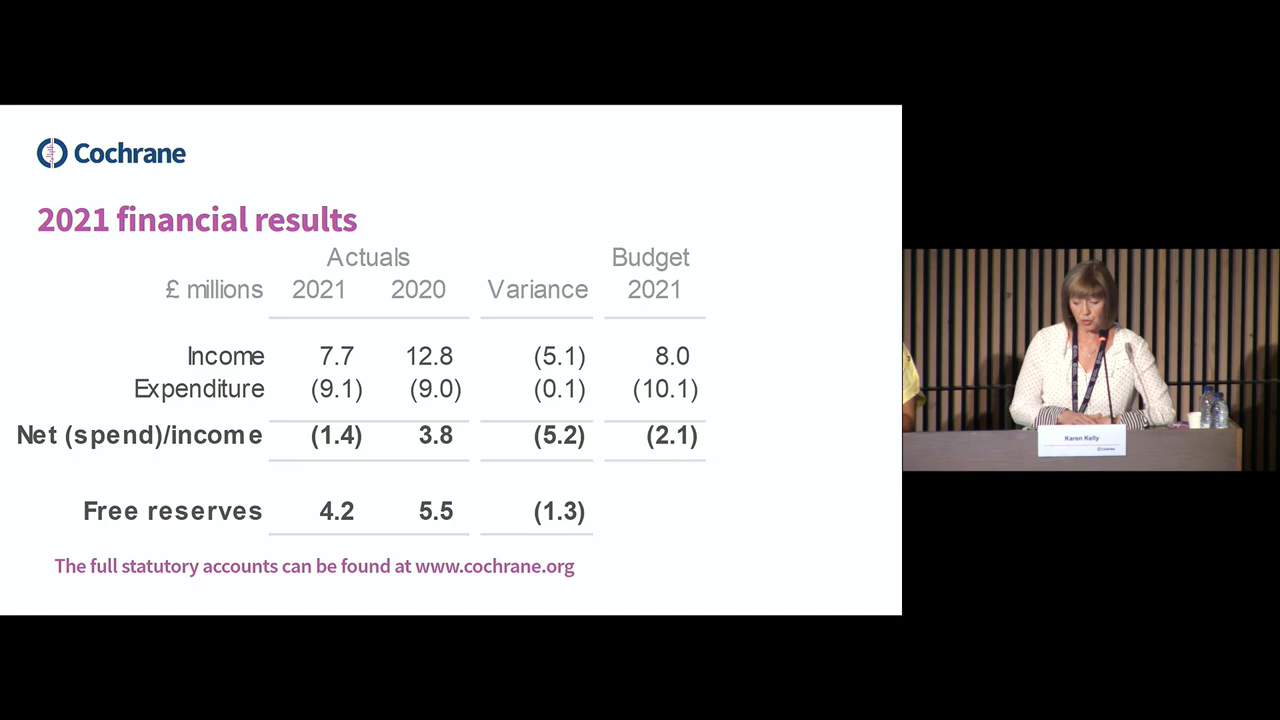 Cochrane
2021 financial results
Actuals Budget
£ millions 2021 2020 Variance 2021
Income 7.7 12.8 (5.1) 8.0
Expenditure (9.1) (9.0) (0.1) (10.1)
Net (spend)/income (1.4) 3.8 (5.2) (2.1)
Free reserves 4.2 5.5 (1.3)
The full statutory accounts can be found at www.cochrane.org
Karen Kelly
Cochrane